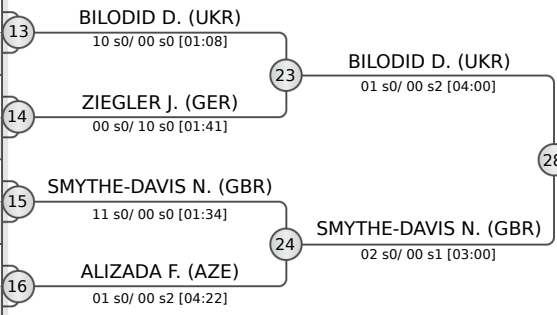 BILODID D. (UKR)
13
10 s0/ 00 s0 [01:08]
23
BILODID D. (UKR)
01 s0/ 00 s2 [04:00]
ZIEGLER J. (GER)
14
00 s0/ 10 s0 [01:41]
28
SMYTHE-DAVIS N. (GBR)
15
11 s0/ 00 s0 [01:34]
24
SMYTHE-DAVIS N. (GBR)
02 s0/ 00 s1 [03:00]
ALIZADA F. (AZE)
16
01 s0/ 00 s2 [04:22]